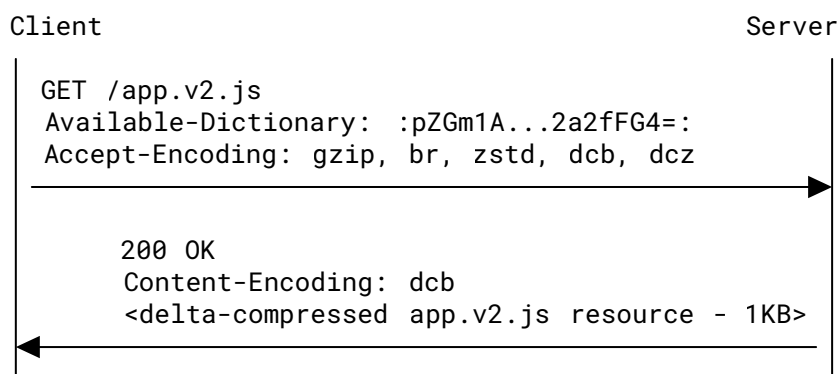 Client
Server
GET /app.v2.js
Available-Dictionary: :pZGm1A...2a2fFG4=:
Accept-Encoding: gzip, br, zstd, dcb, dcz
200 OK
Content-Encoding: dcb
<delta-compressed app.v2.js resource - 1KB>